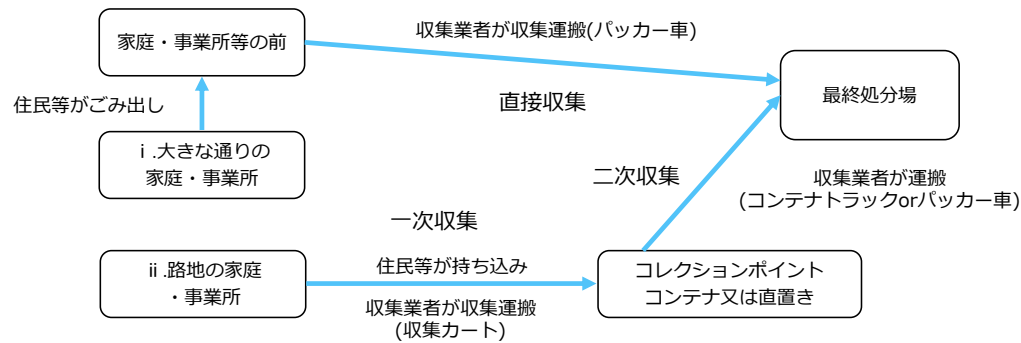 家庭・事業所等の前
収集業者が収集運搬(パッカー車)
住民等がごみ出し
直接収集
最終処分場
ⅰ.大きな通りの
家庭・事業所
二次収集
収集業者が運搬
(コンテナトラックorパッカー車)
一次収集
ⅱ.路地の家庭
・事業所
住民等が持ち込み
収集業者が収集運搬
(収集カート)
コレクションポイント
コンテナ又は直置き